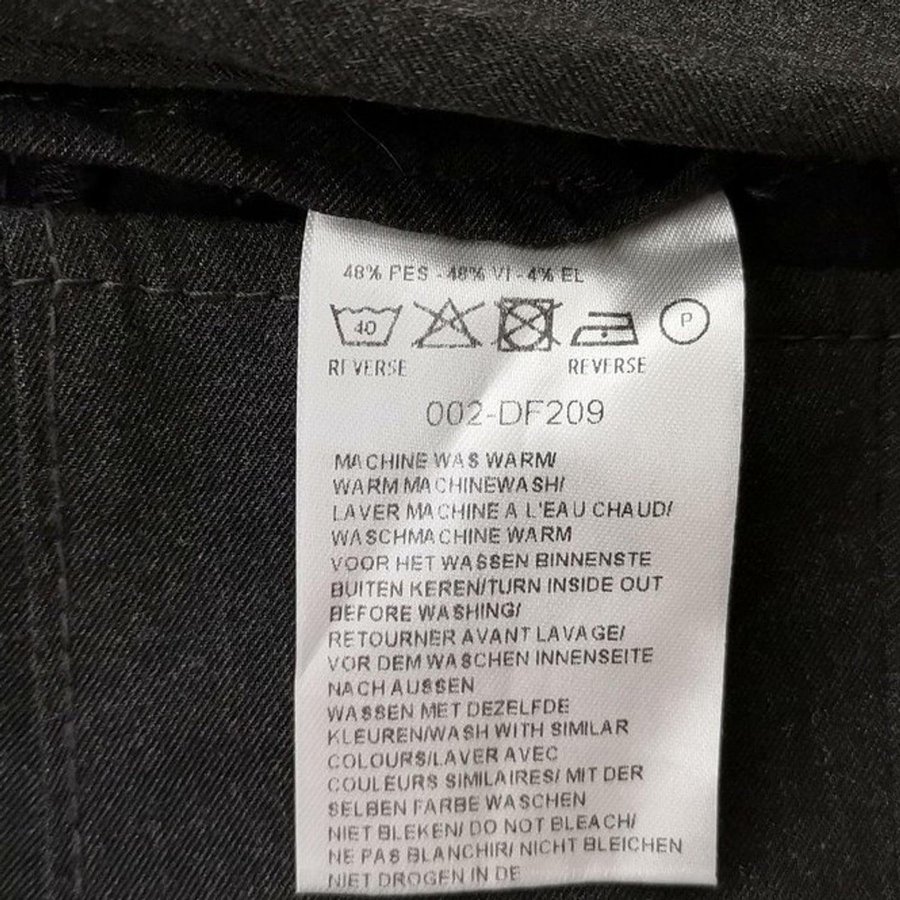 48% PES - 48% VI - 4% EL
40 P
REVERSE REVERSE
002-DF209
MACHINE WAS WARM/
WARM MACHINEWASH/
LAVER MACHINE A L'EAU CHAUD/
WASCHMACHINE WARM
VOOR HET WASSEN BINNENSTE
BUITEN KEREN/TURN INSIDE OUT
BEFORE WASHING/
RETOURNER AVANT LAVAGE/
VOR DEM WASCHEN INNENSEITE
NACH AUSSEN
WASSEN MET DEZELFDE
KLEUREN/WASH WITH SIMILAR
COLOURS/LAVER AVEC
COULEURS SIMILAIRES/ MIT DER
SELBEN FARBE WASCHEN
NIET BLEKEN/ DO NOT BLEACH/
NE PAS BLANCHIR/ NICHT BLEICHEN
NIET DROGEN IN DE